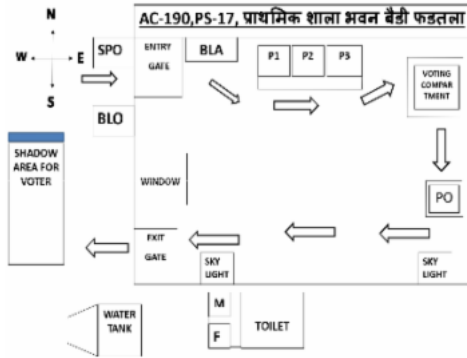 AC-190,PS-17, प्राथमिक शाला भवन बैडी फडतला
N
W
E
S
SPO
ENTRY
GATE
BLA
P1
P2
P3
VOTING
COMPAR
TMENT
BLO
SHADOW
AREA FOR
VOTER
WINDOW
PO
EXIT
GATE
SKY
LIGHT
SKY
LIGHT
WATER
TANK
M
F
TOILET